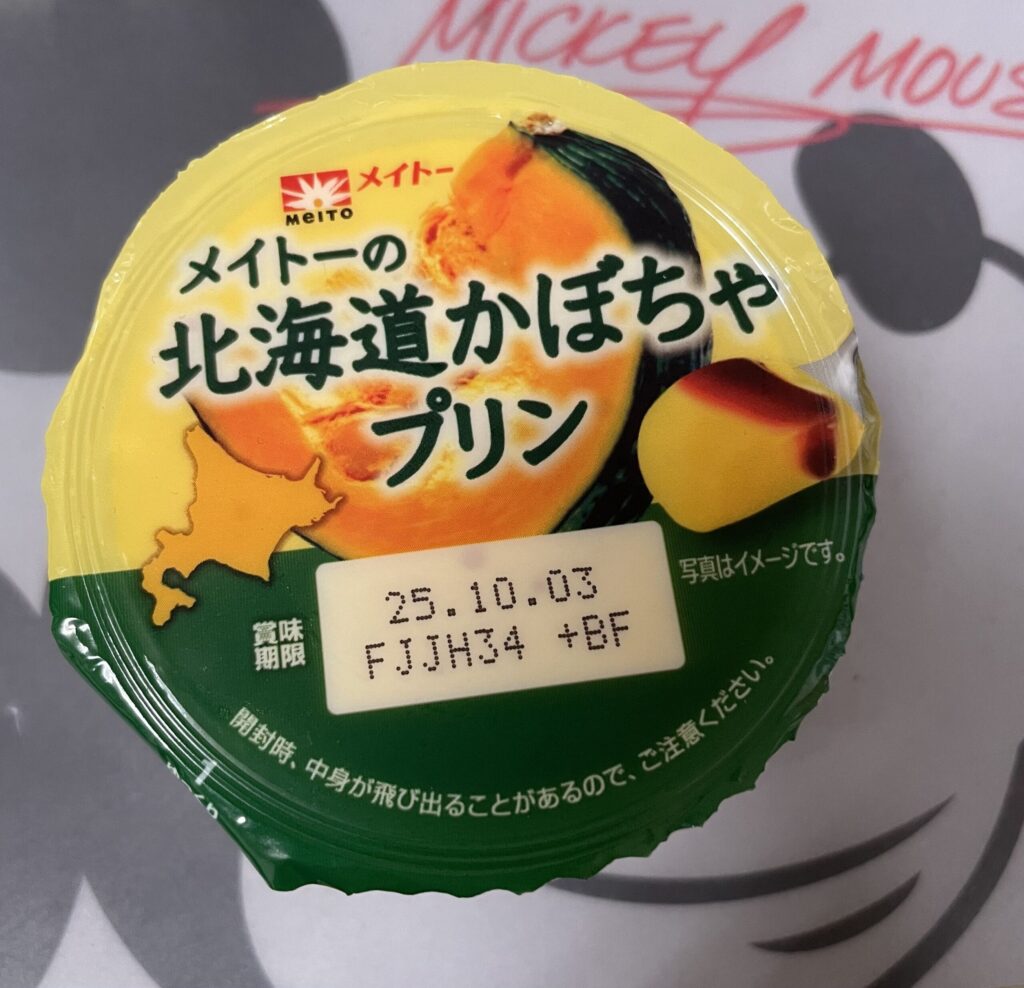 MICKEY MOUS
メイトー
MEITO
メイトーの
北海道かぼちゃ
プリン
写真はイメージです。
賞味
期限
25.10.03
FJJH34 +BF
開封時、中身が飛び出ることがあるので、ご注意ください。